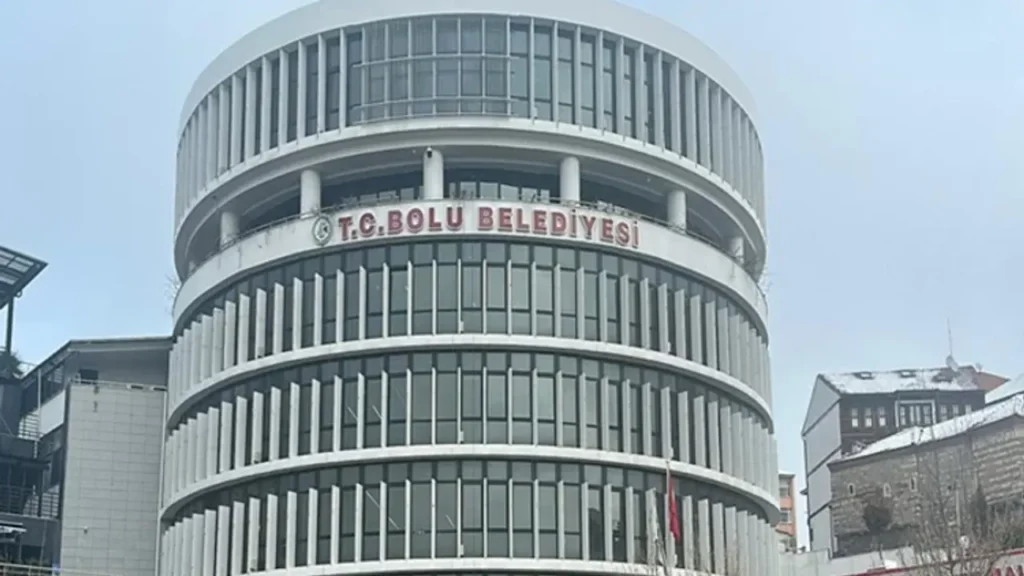 T.C. BOLU BELEDİYESİ